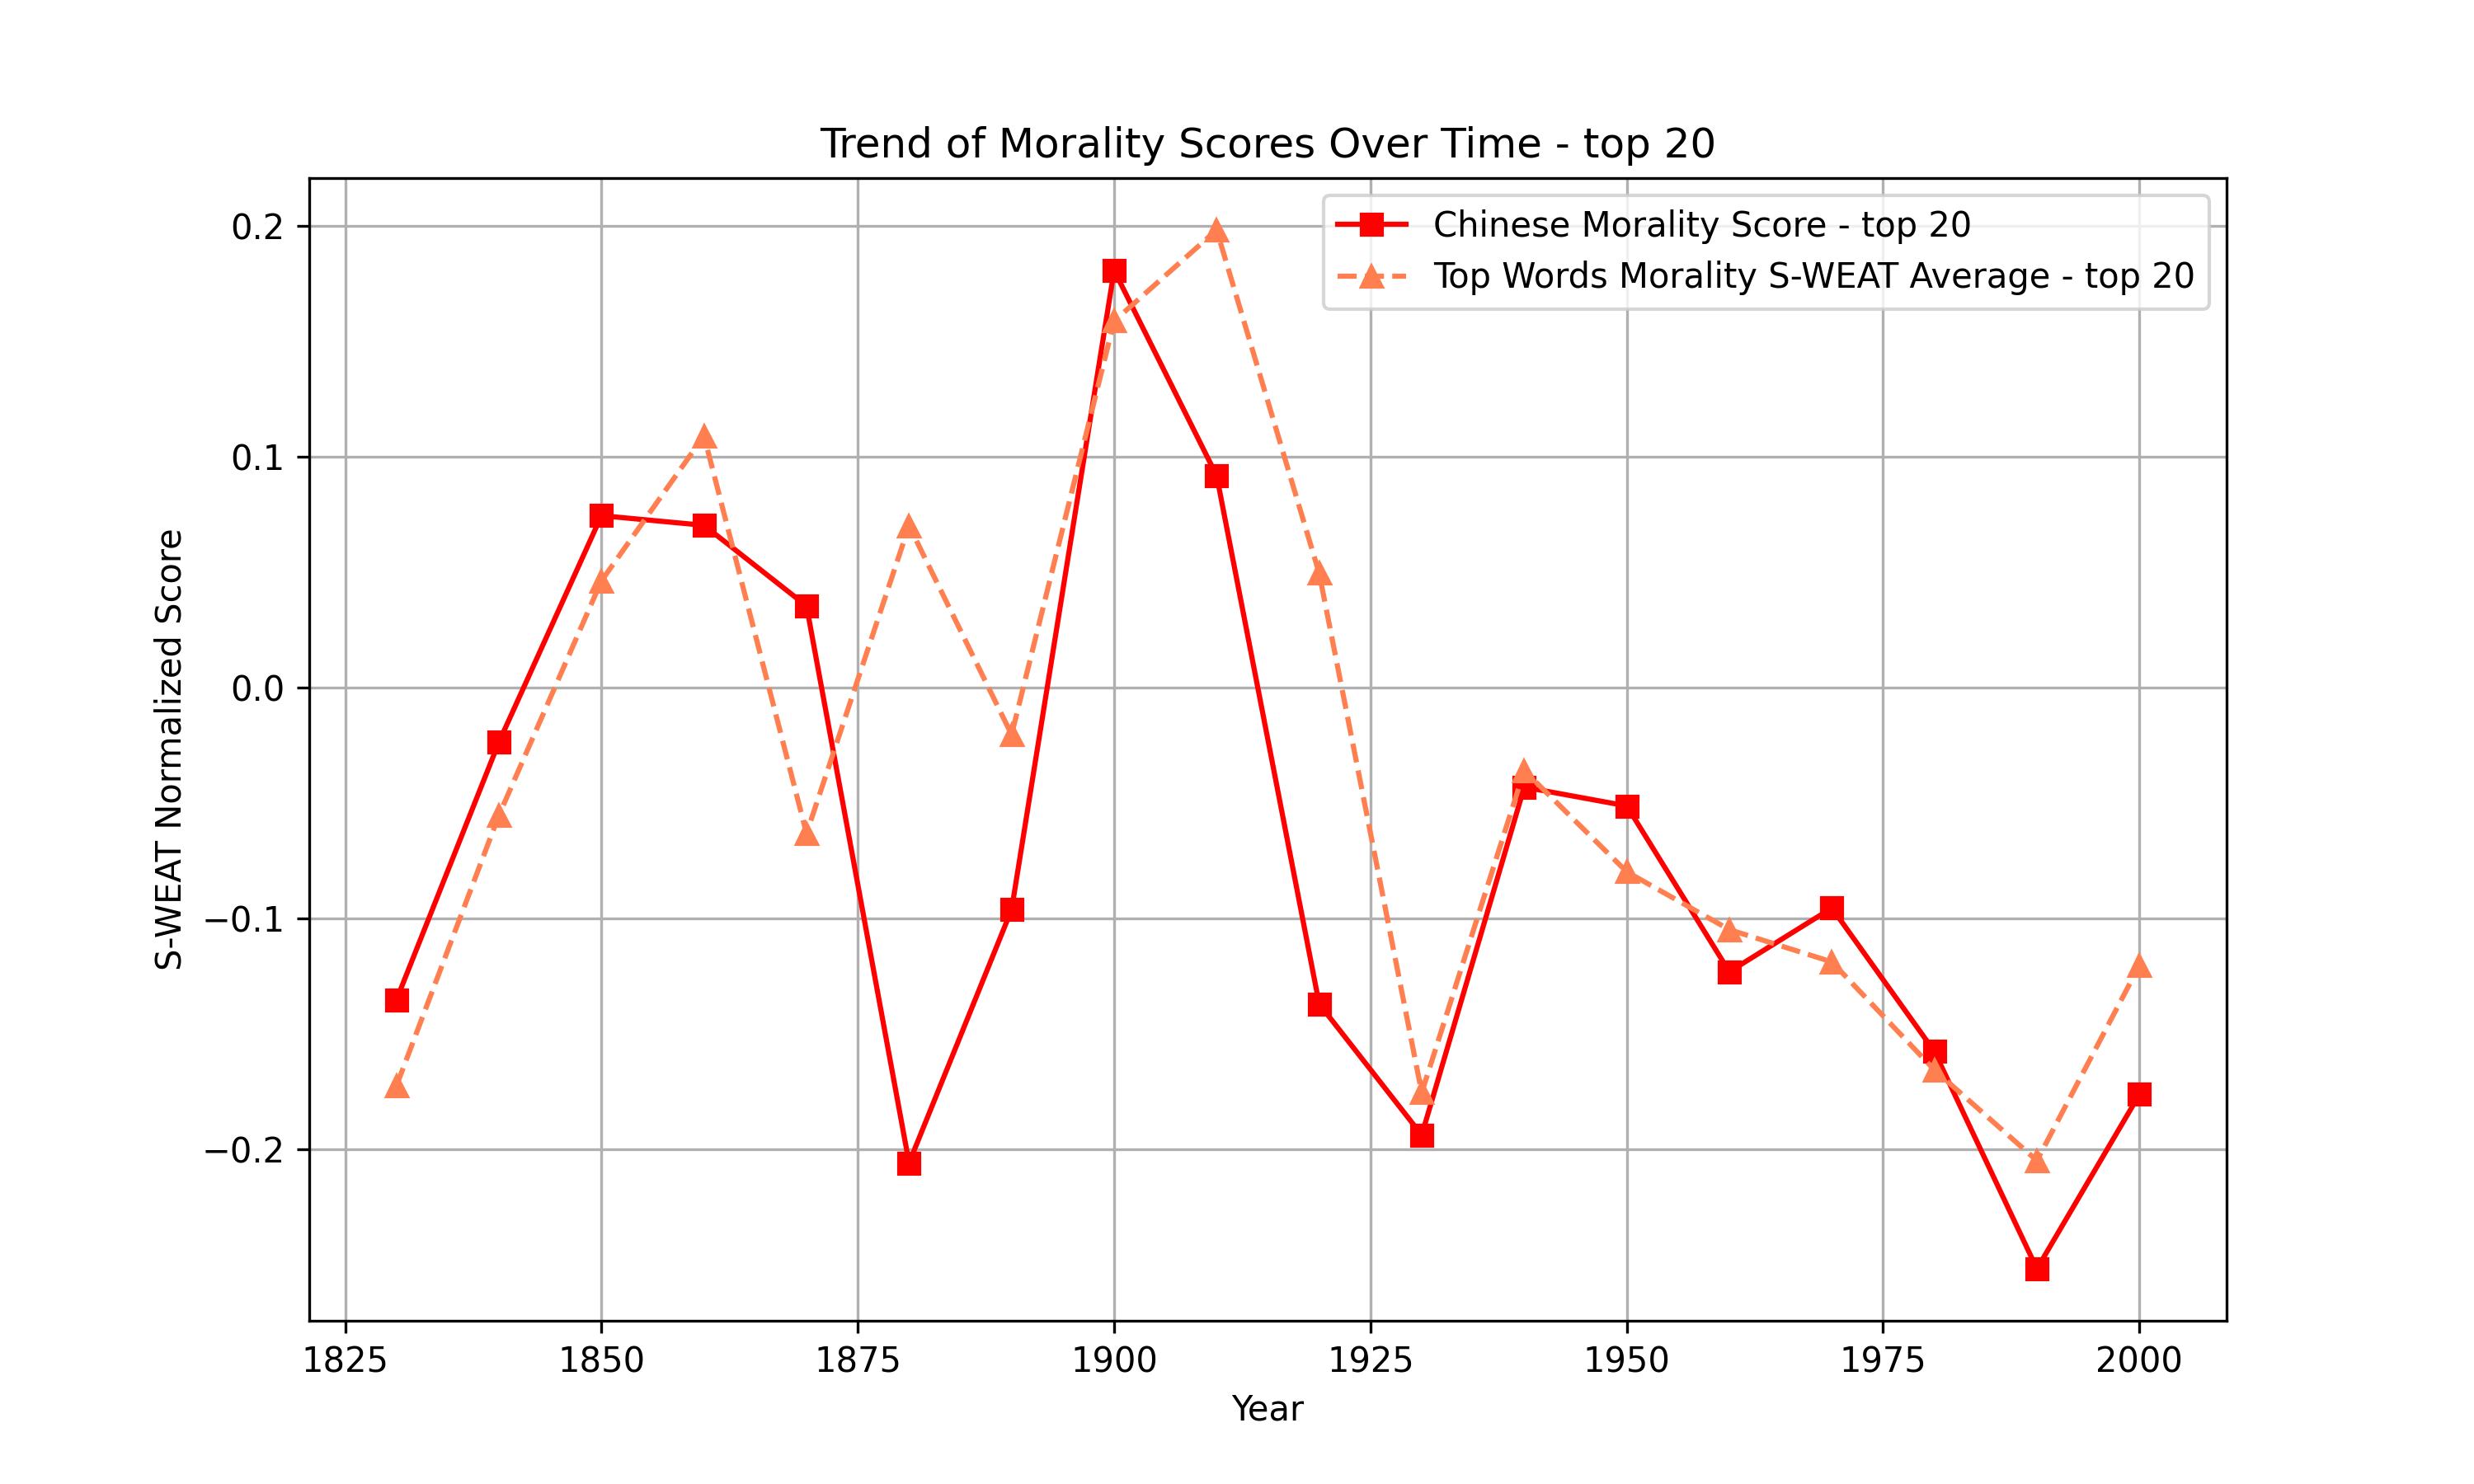 Trend of Morality Scores Over Time - top 20
Chinese Morality Score - top 20
Top Words Morality S-WEAT Average - top 20
S-WEAT Normalized Score
0.2
0.1
0.0
−0.1
−0.2
1825 1850 1875 1900 1925 1950 1975 2000
Year